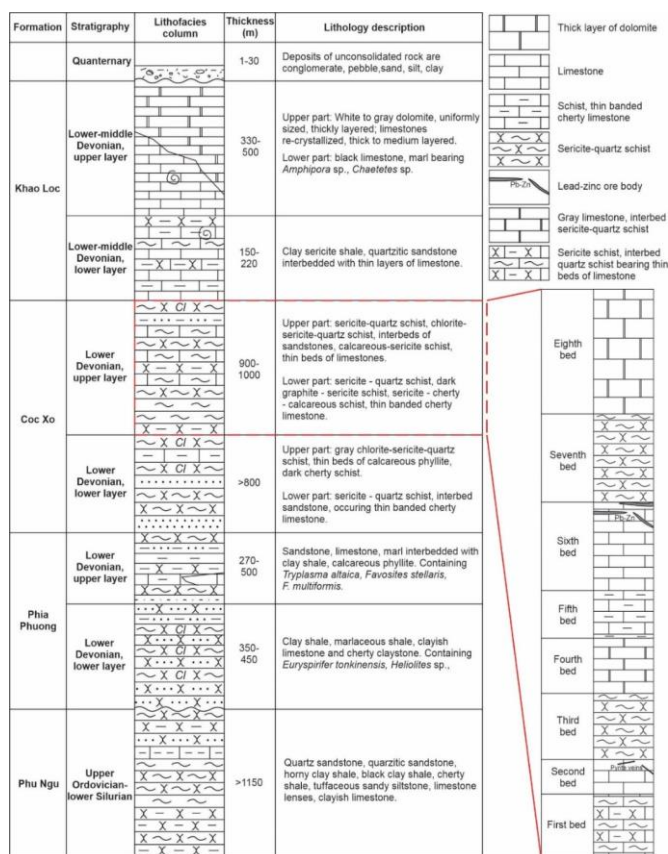 Formation
Stratigraphy
Lithofacies
column
Thickness
(m)
Lithology description
Quanternary
1-30
Deposits of unconsolidated rock are
conglomerate, pebble,sand, silt, clay
Khao Loc
Lower-middle
Devonian,
upper layer
330-
500
Upper part: White to gray dolomite, uniformly
sized, thickly layered; limestones
re-crystallized, thick to medium layered.
Lower part: black limestone, marl bearing
Amphipora sp., Chaetetes sp.
Lower-middle
Devonian,
lower layer
150-
220
Clay sericite shale, quartzitic sandstone
interbedded with thin layers of limestone.
Coc Xo
Lower
Devonian,
upper layer
Cl
900-
1000
Upper part: sericite-quartz schist, chlorite-
sericite-quartz schist, interbeds of
sandstones, calcareous-sericite schist,
thin beds of limestones.
Lower part: sericite - quartz schist, dark
graphite - sericite schist, sericite - cherty
- calcareous schist, thin banded cherty
limestone.
Lower
Devonian,
lower layer
Cl
Cl
>800
Upper part: gray chlorite-sericite-quartz
schist, thin beds of calcareous phyllite,
dark cherty schist.
Lower part: sericite - quartz schist, interbed
sandstone, occuring thin banded cherty
limestone.
Phia
Phuong
Lower
Devonian,
upper layer
270-
500
Sandstone, limestone, marl interbedded with
clay shale, calcareous phyllite. Containing
Tryplasma altaica, Favosites stellaris,
F. multiformis.
Lower
Devonian,
lower layer
Cl
Cl
Cl
350-
450
Clay shale, marlaceous shale, clayish
limestone and cherty claystone. Containing
Euryspirifer tonkinensis, Heliolites sp.,
Phu Ngu
Upper
Ordovician-
lower Silurian
>1150
Quartz sandstone, quarzitic sandstone,
horny clay shale, black clay shale, cherty
shale, tuffaceous sandy siltstone, limestone
lenses, clayish limestone.
Thick layer of dolomite
Limestone
Schist, thin banded
cherty limestone
Sericite-quartz schist
Pb-Zn
Lead-zinc ore body
Gray limestone, interbed
sericite-quartz schist
Sericite schist, interbed
quartz schist bearing thin
beds of limestone
Eighth
bed
Seventh
bed
Sixth
bed
Pb-Zn
Fifth
bed
Fourth
bed
Third
bed
Second
bed
Pyrite veins
First bed